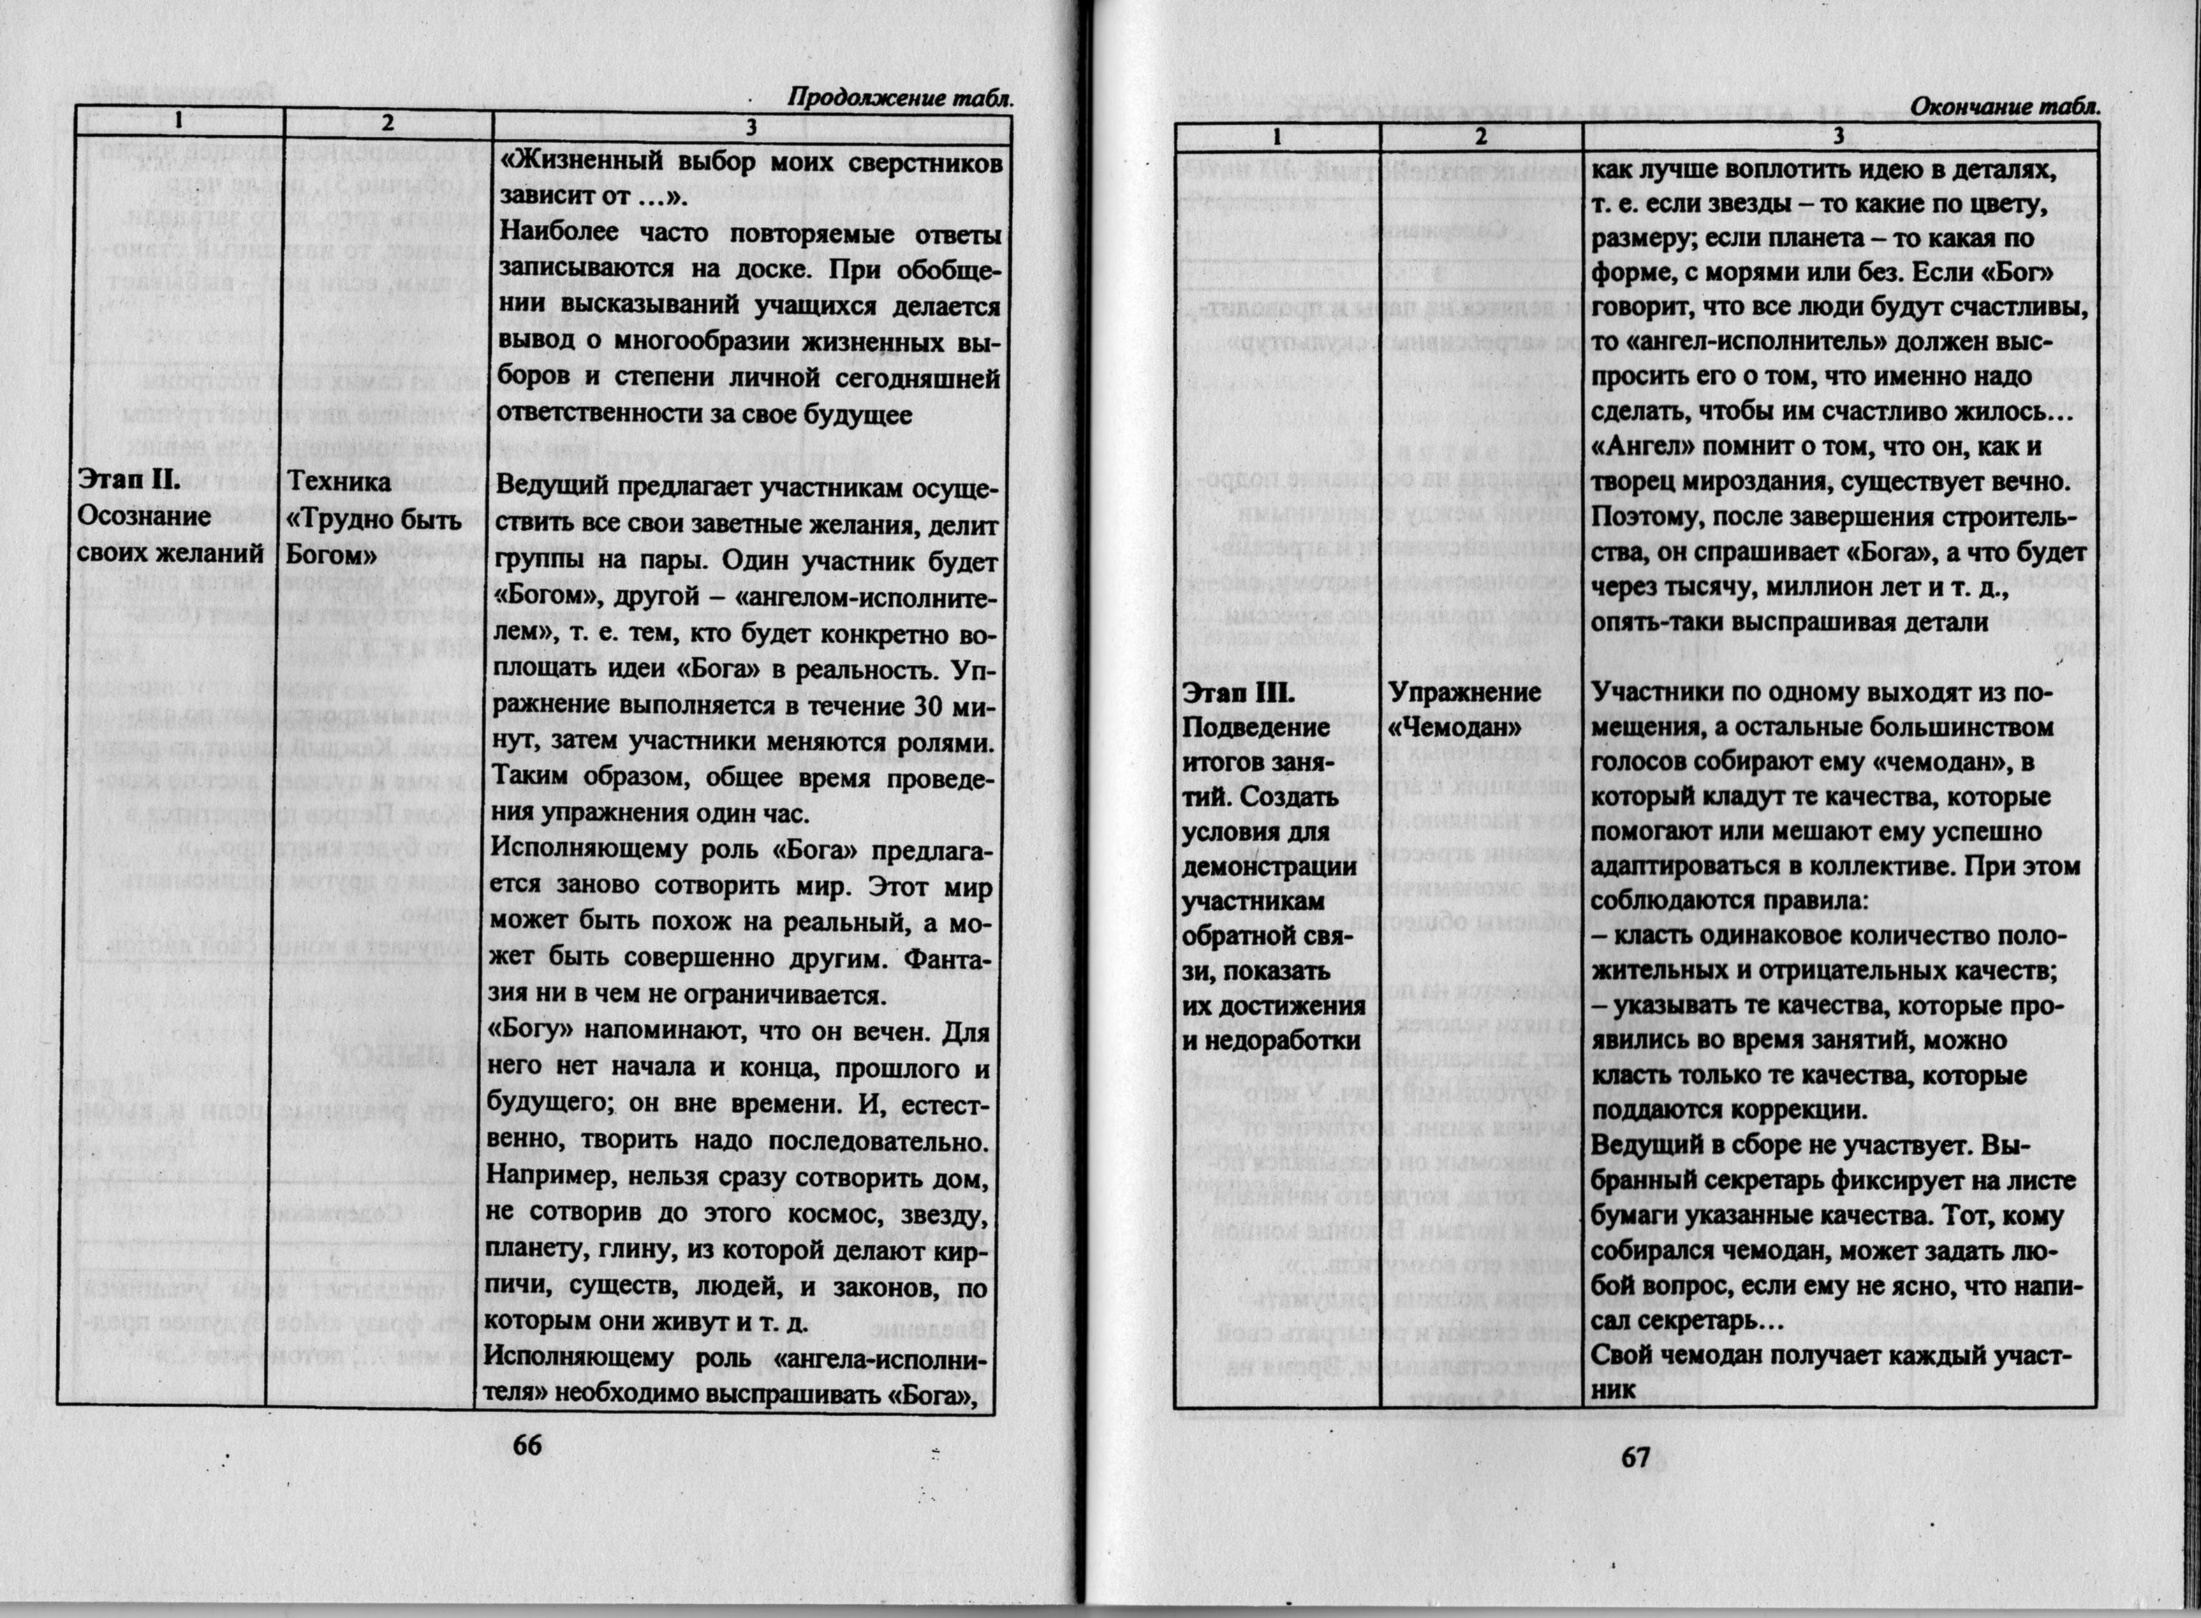 Продолжение табл.
1 2 3
«Жизненный выбор моих сверстников
зависит от ...».
Наиболее часто повторяемые ответы
записываются на доске. При обобще-
нии высказываний учащихся делается
вывод о многообразии жизненных вы-
боров и степени личной сегодняшней
ответственности за свое будущее
Этап II.
Осознание
своих желаний
Техника
«Трудно быть
Богом»
Ведущий предлагает участникам осуще-
ствить все свои заветные желания, делит
группы на пары. Один участник будет
«Богом», другой – «ангелом-исполните-
лем», т. е. тем, кто будет конкретно во-
площать идеи «Бога» в реальность. Уп-
ражнение выполняется в течение 30 ми-
нут, затем участники меняются ролями.
Таким образом, общее время проведе-
ния упражнения один час.
Исполняющему роль «Бога» предлага-
ется заново сотворить мир. Этот мир
может быть похож на реальный, а мо-
жет быть совершенно другим. Фанта-
зия ни в чем не ограничивается.
«Богу» напоминают, что он вечен. Для
него нет начала и конца, прошлого и
будущего; он вне времени. И, естест-
венно, творить надо последовательно.
Например, нельзя сразу сотворить дом,
не сотворив до этого космос, звезду,
планету, глину, из которой делают кир-
пичи, существ, людей, и законов, по
которым они живут и т. д.
Исполняющему роль «ангела-исполни-
теля» необходимо выспрашивать «Бога»,
66
Окончание табл.
1 2 3
как лучше воплотить идею в деталях,
т. е. если звезды – то какие по цвету,
размеру; если планета – то какая по
форме, с морями или без. Если «Бог»
говорит, что все люди будут счастливы,
то «ангел-исполнитель» должен выс-
просить его о том, что именно надо
сделать, чтобы им счастливо жилось...
«Ангел» помнит о том, что он, как и
творец мироздания, существует вечно.
Поэтому, после завершения строитель-
ства, он спрашивает «Бога», а что будет
через тысячу, миллион лет и т. д.,
опять-таки выспрашивая детали
Этап III.
Подведение
итогов заня-
тий. Создать
условия для
демонстрации
участникам
обратной свя-
зи, показать
их достижения
и недоработки
Упражнение
«Чемодан»
Участники по одному выходят из по-
мещения, а остальные большинством
голосов собирают ему «чемодан», в
который кладут те качества, которые
помогают или мешают ему успешно
адаптироваться в коллективе. При этом
соблюдаются правила:
– класть одинаковое количество поло-
жительных и отрицательных качеств;
– указывать те качества, которые про-
явились во время занятий, можно
класть только те качества, которые
поддаются коррекции.
Ведущий в сборе не участвует. Вы-
бранный секретарь фиксирует на листе
бумаги указанные качества. Тот, кому
собирался чемодан, может задать лю-
бой вопрос, если ему не ясно, что напи-
сал секретарь...
Свой чемодан получает каждый участ-
ник
67